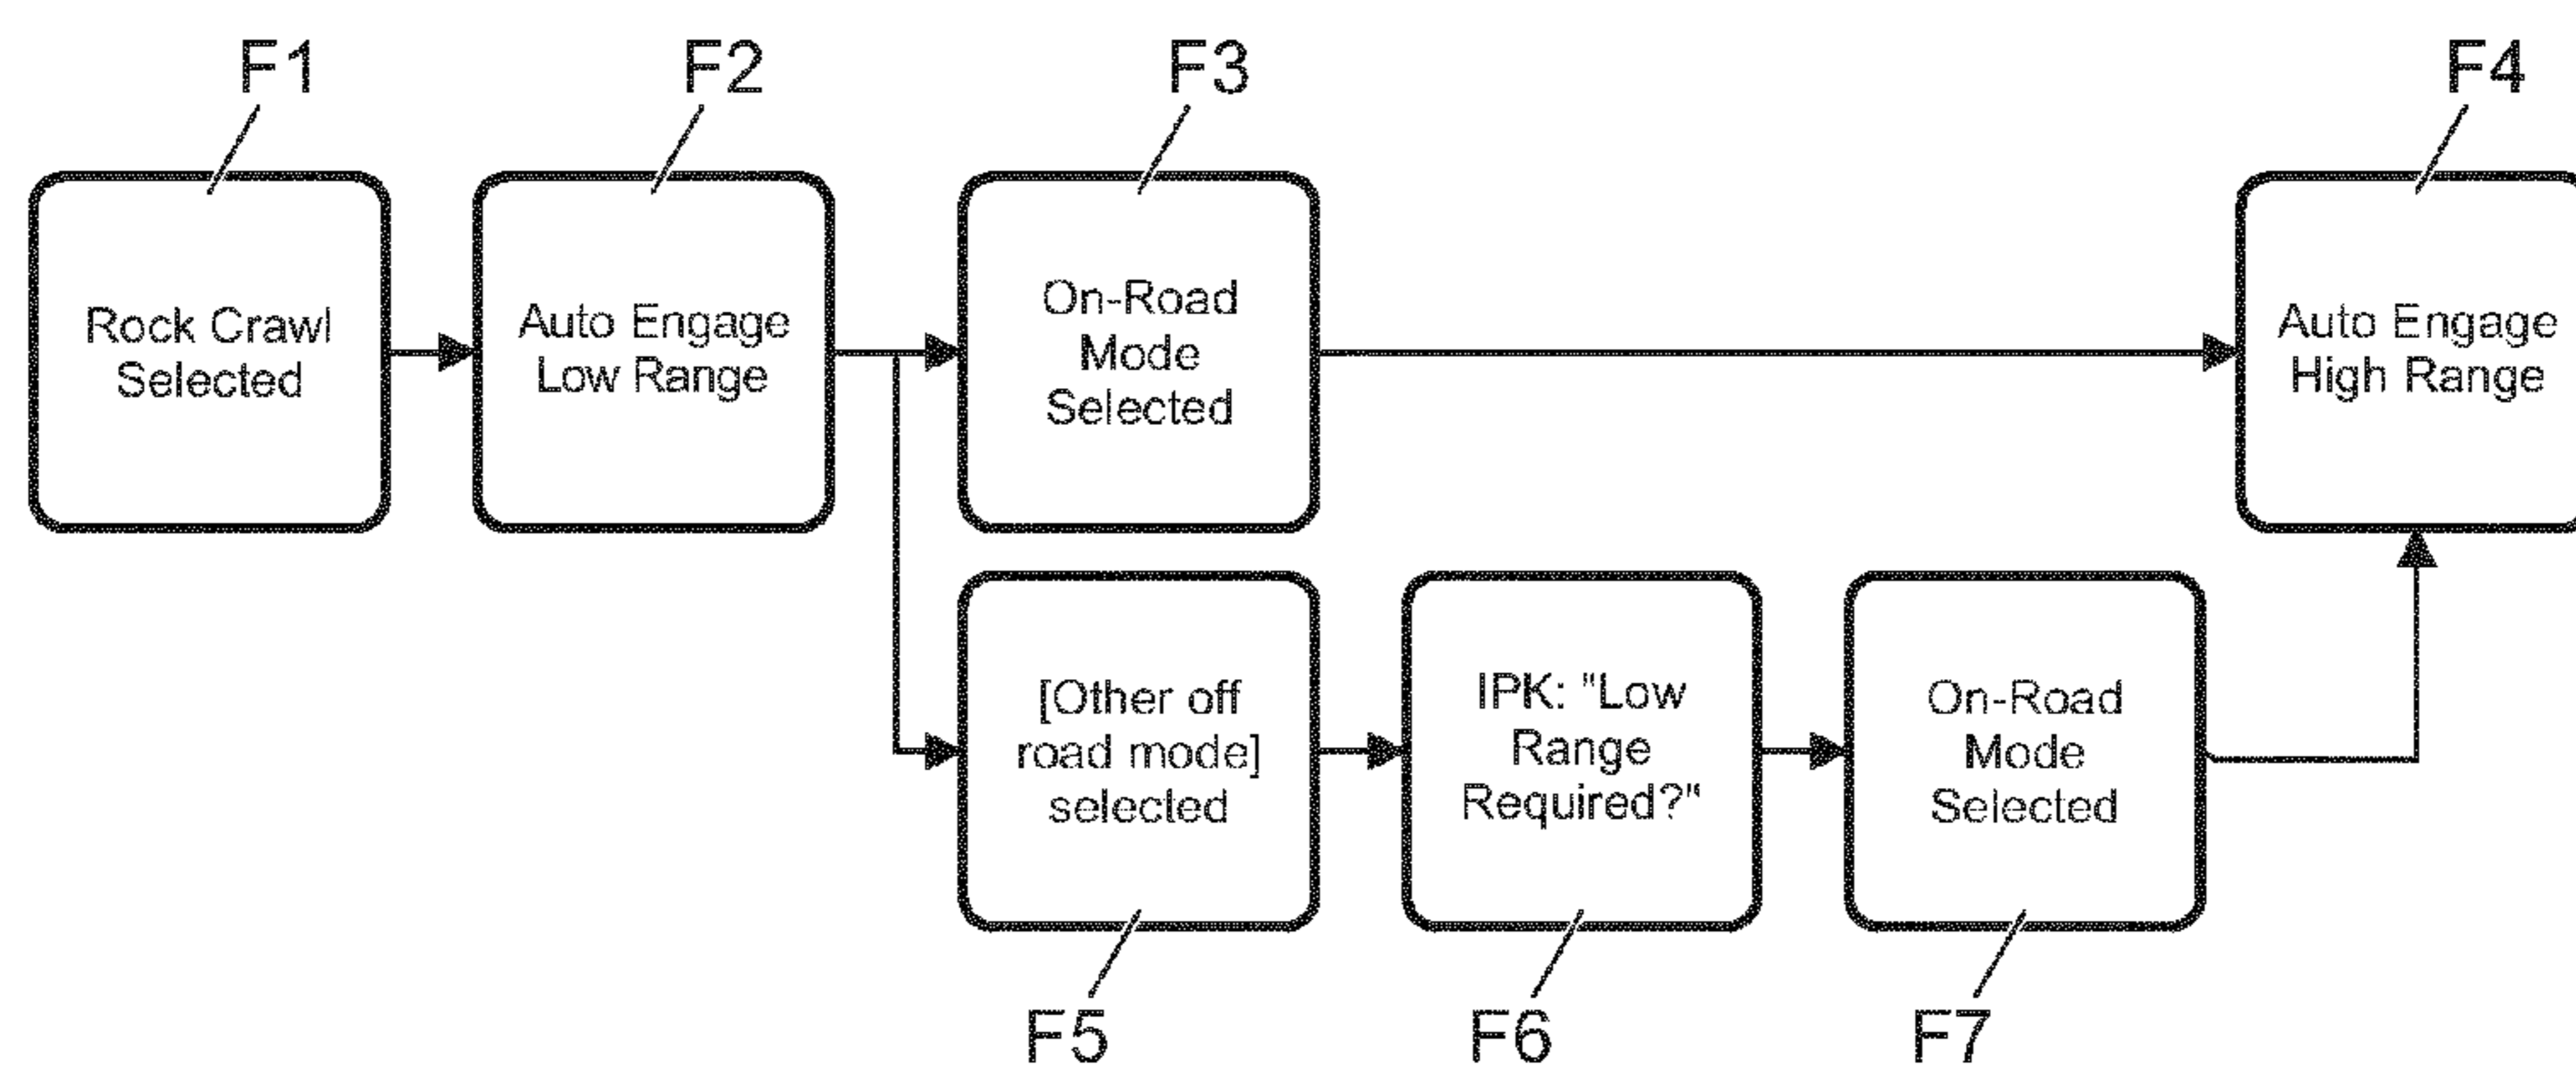 F1
F2
F3
F4
Rock Crawl
Selected
Auto Engage
Low Range
On-Road
Mode
Selected
Auto Engage
High Range
[Other off
road mode]
selected
IPK: "Low
Range
Required?"
On-Road
Mode
Selected
F5
F6
F7